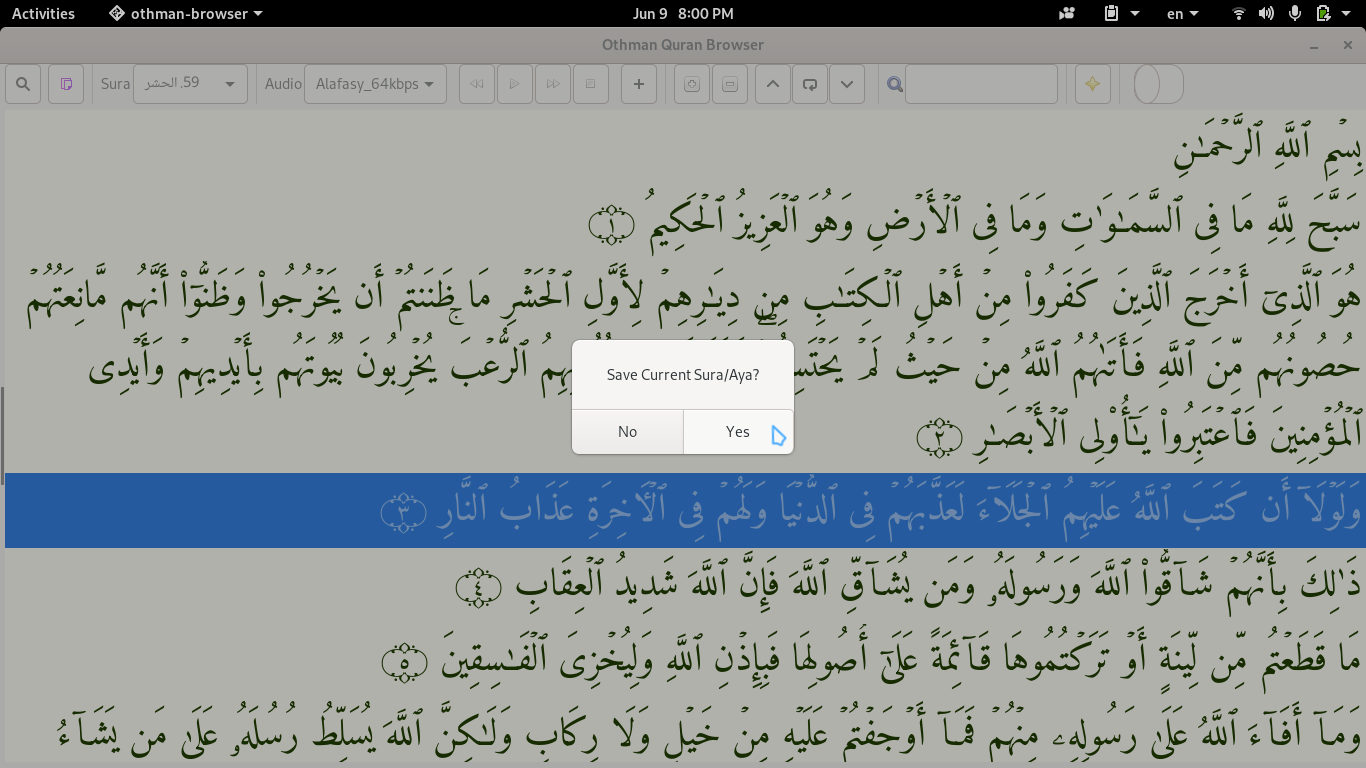 Activities othman-browser Jun 9 8:00 PM en
Othman Quran Browser
Sura 59. الحشر Audio Alafasy_64kbps
بِسْمِ ٱللَّهِ ٱلرَّحْمَـٰنِ
سَبَّحَ لِلَّهِ مَا فِى ٱلسَّمَـٰوَٰتِ وَمَا فِى ٱلْأَرْضِ وَهُوَ ٱلْعَزِيزُ ٱلْحَكِيمُ ١
هُوَ ٱلَّذِىٓ أَخْرَجَ ٱلَّذِينَ كَفَرُوا۟ مِنْ أَهْلِ ٱلْكِتَـٰبِ مِن دِيَـٰرِهِمْ لِأَوَّلِ ٱلْحَشْرِ مَا ظَنَنتُمْ أَن يَخْرُجُوا۟ وَظَنُّوٓا۟ أَنَّهُم مَّانِعَتُهُمْ
حُصُونُهُم مِّنَ ٱللَّهِ فَأَتَىٰهُمُ ٱللَّهُ مِنْ حَيْثُ لَمْ ٱلرُّعْبَ يُخْرِبُونَ بُيُوتَهُم بِأَيْدِيهِمْ وَأَيْدِى
ٱلْمُؤْمِنِينَ فَٱعْتَبِرُوا۟ يَـٰٓأُو۟لِى ٱلْأَبْصَـٰرِ ٢
Save Current Sura/Aya?
No Yes
وَلَوْلَآ أَن كَتَبَ ٱللَّهُ عَلَيْهِمُ ٱلْجَلَآءَ لَعَذَّبَهُمْ فِى ٱلدُّنْيَا وَلَهُمْ فِى ٱلْـَٔاخِرَةِ عَذَابُ ٱلنَّارِ ٣
ذَٰلِكَ بِأَنَّهُمْ شَآقُّوا۟ ٱللَّهَ وَرَسُولَهُۥ وَمَن يُشَآقِّ ٱللَّهَ فَإِنَّ ٱللَّهَ شَدِيدُ ٱلْعِقَابِ ٤
مَا قَطَعْتُم مِّن لِّينَةٍ أَوْ تَرَكْتُمُوهَا قَآئِمَةً عَلَىٰٓ أُصُولِهَا فَبِإِذْنِ ٱللَّهِ وَلِيُخْزِىَ ٱلْفَـٰسِقِينَ ٥
وَمَآ أَفَآءَ ٱللَّهُ عَلَىٰ رَسُولِهِۦ مِنْهُمْ فَمَآ أَوْجَفْتُمْ عَلَيْهِ مِنْ خَيْلٍ وَلَا رِكَابٍ وَلَـٰكِنَّ ٱللَّهَ يُسَلِّطُ رُسُلَهُۥ عَلَىٰ مَن يَشَآءُ